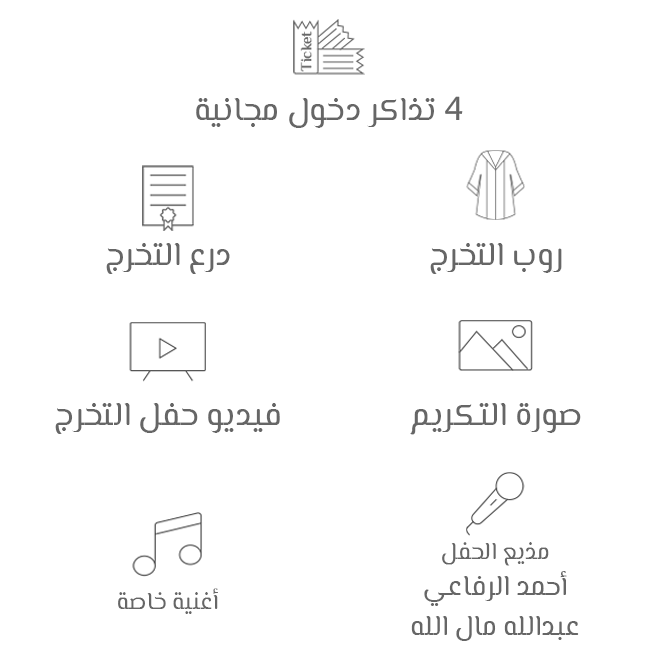 Ticket
4 تذاكر دخول مجانية
روب التخرج
درع التخرج
صورة التكريم
فيديو حفل التخرج
مذيع الحفل
أحمد الرفاعي
عبدالله مال الله
أغنية خاصة